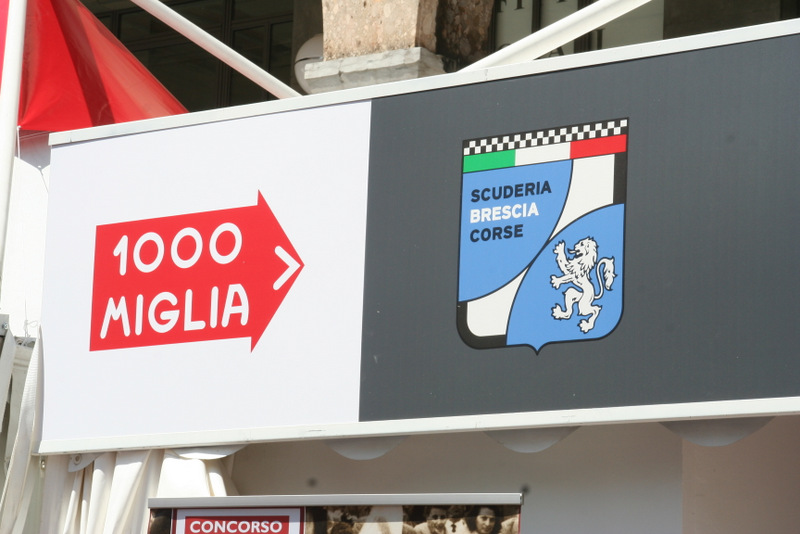 1000
MIGLIA
SCUDERIA
BRESCIA
CORSE
CONCORSO